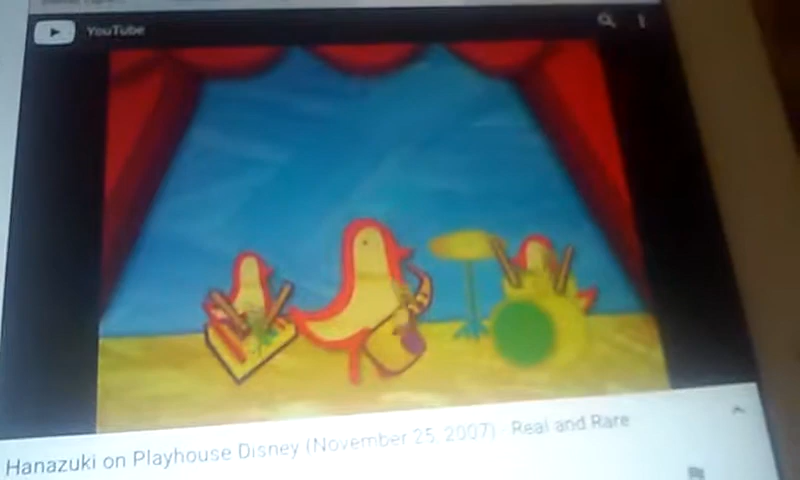 YouTube
Hanazuki on Playhouse Disney (November 25, 2007) - Real and Rare